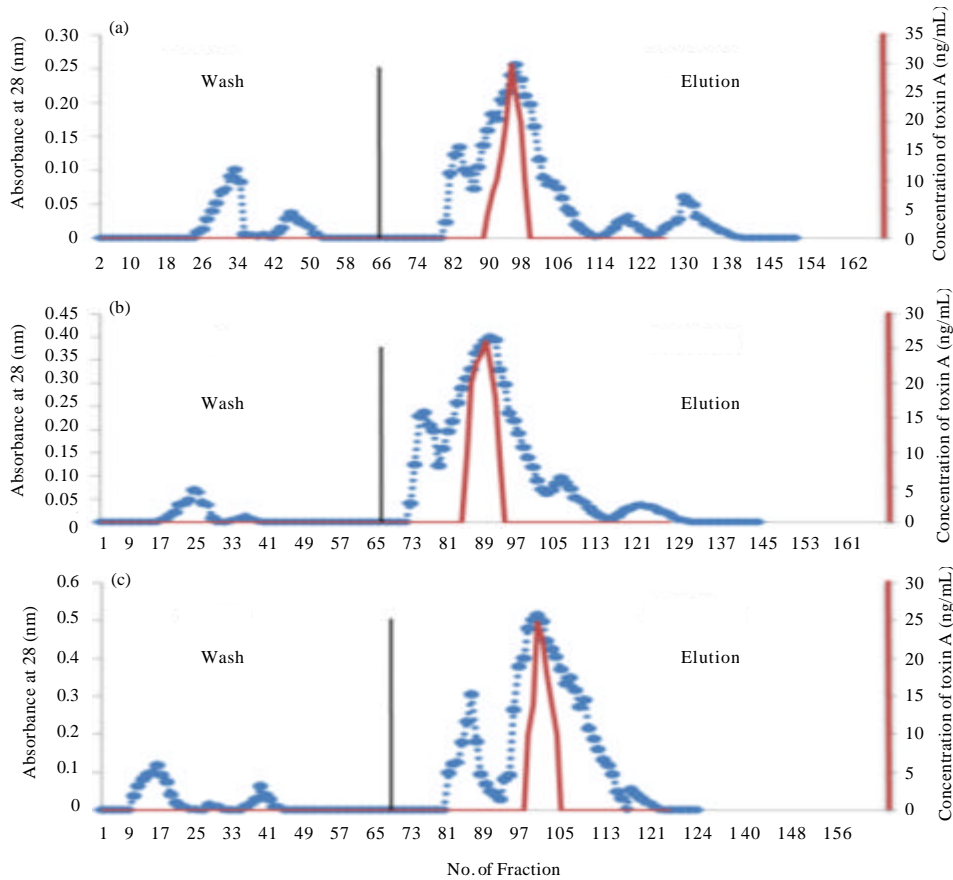 (a)
Absorbance at 28 (nm)
0.30
0.25
0.20
0.15
0.10
0.05
0
Wash
Elution
35
30
25
20
15
10
5
0
Concentration of toxin A (ng/mL)
2 10 18 26 34 42 50 58 66 74 82 90 98 106 114 122 130 138 145 154 162
(b)
Absorbance at 28 (nm)
0.45
0.40
0.35
0.30
0.25
0.20
0.15
0.10
0.05
0
Wash
Elution
30
25
20
15
10
5
0
Concentration of toxin A (ng/mL)
1 9 17 25 33 41 49 57 65 73 81 89 97 105 113 121 129 137 145 153 161
(c)
Absorbance at 28 (nm)
0.6
0.5
0.4
0.3
0.2
0.1
0
Wash
Elution
30
25
20
15
10
5
0
Concentration of toxin A (ng/mL)
1 9 17 25 33 41 49 57 65 73 81 89 97 105 113 121 124 140 148 156
No. of Fraction